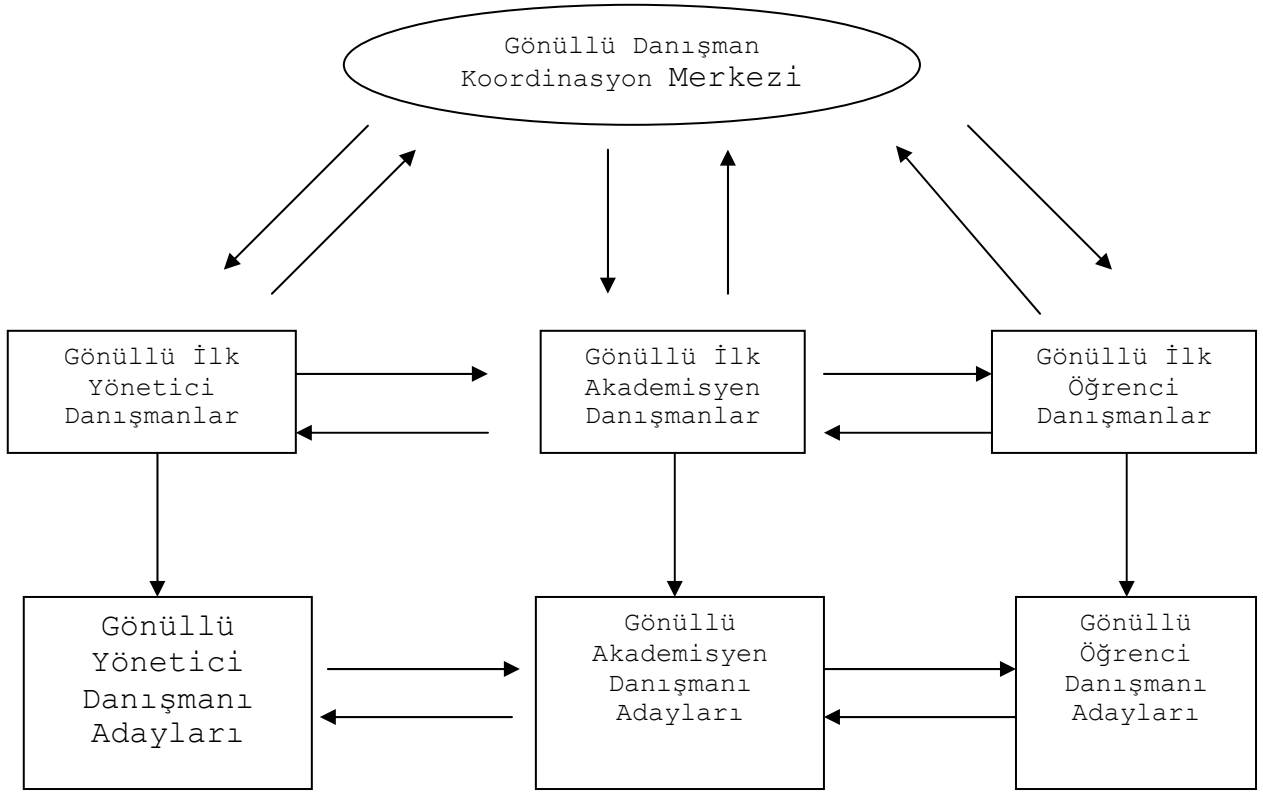 Gönüllü Danışman
Koordinasyon Merkezi
Gönüllü İlk
Yönetici
Danışmanlar
Gönüllü İlk
Akademisyen
Danışmanlar
Gönüllü İlk
Öğrenci
Danışmanlar
Gönüllü
Yönetici
Danışmanı
Adayları
Gönüllü
Akademisyen
Danışmanı
Adayları
Gönüllü
Öğrenci
Danışmanı
Adayları